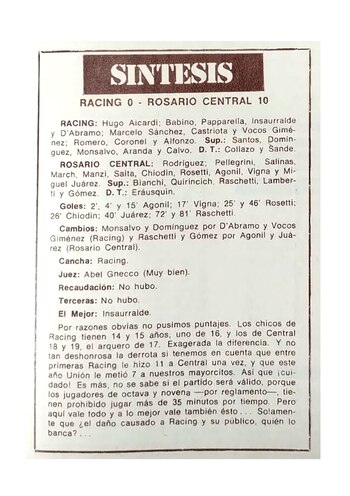 SINTESIS
RACING 0 - ROSARIO CENTRAL 10
RACING: Hugo Aicardi; Babino, Papparella, Insaurralde
y D'Abramo; Marcelo Sánchez, Castriota y Vocos Gimé-
nez; Romero, Coronel y Alfonzo. Sup.: Santos, Domín-
guez, Monsalvo, Aranda y Calvo. D. T.: Collazo y Sande.
ROSARIO CENTRAL: Rodríguez; Pellegrini, Salinas,
March, Manzi, Salta, Chiodin, Rosetti, Agonil, Vigna y Mi-
guel Juárez. Sup.: Bianchi, Quirincich, Raschetti, Lamber-
ti y Gómez. D. T.: Eráusquin.
Goles: 2', 4' y 15' Agonil; 17' Vigna; 25' y 46' Rosetti;
26' Chiodin; 40' Juárez; 72' y 81' Raschetti.
Cambios: Monsalvo y Domínguez por D'Abramo y Vocos
Giménez (Racing) y Raschetti y Gómez por Agonil y Juá-
rez (Rosario Central).
Cancha: Racing.
Juez: Abel Gnecco (Muy bien).
Recaudación: No hubo.
Terceras: No hubo.
El Mejor: Insaurralde.
Por razones obvias no pusimos puntajes. Los chicos de
Racing tienen 14 y 15 años, uno de 16, y los de Central
18 y 19, el arquero de 17. Exagerada la diferencia. Y no
tan deshonrosa la derrota si tenemos en cuenta que entre
primeras Racing le hizo 11 a Central una vez, y que este
año Unión le metió 7 a nuestros mayorcitos. Así que ¡cui-
dado! Es más, no se sabe si el partido será válido, porque
los jugadores de octava y novena —por reglamento—, tie-
nen prohibido jugar más de 35 minutos por tiempo. Pero
aquí vale todo y a lo mejor vale también ésto... Solamen-
te que ¿el daño causado a Racing y su público, quién lo
banca?...